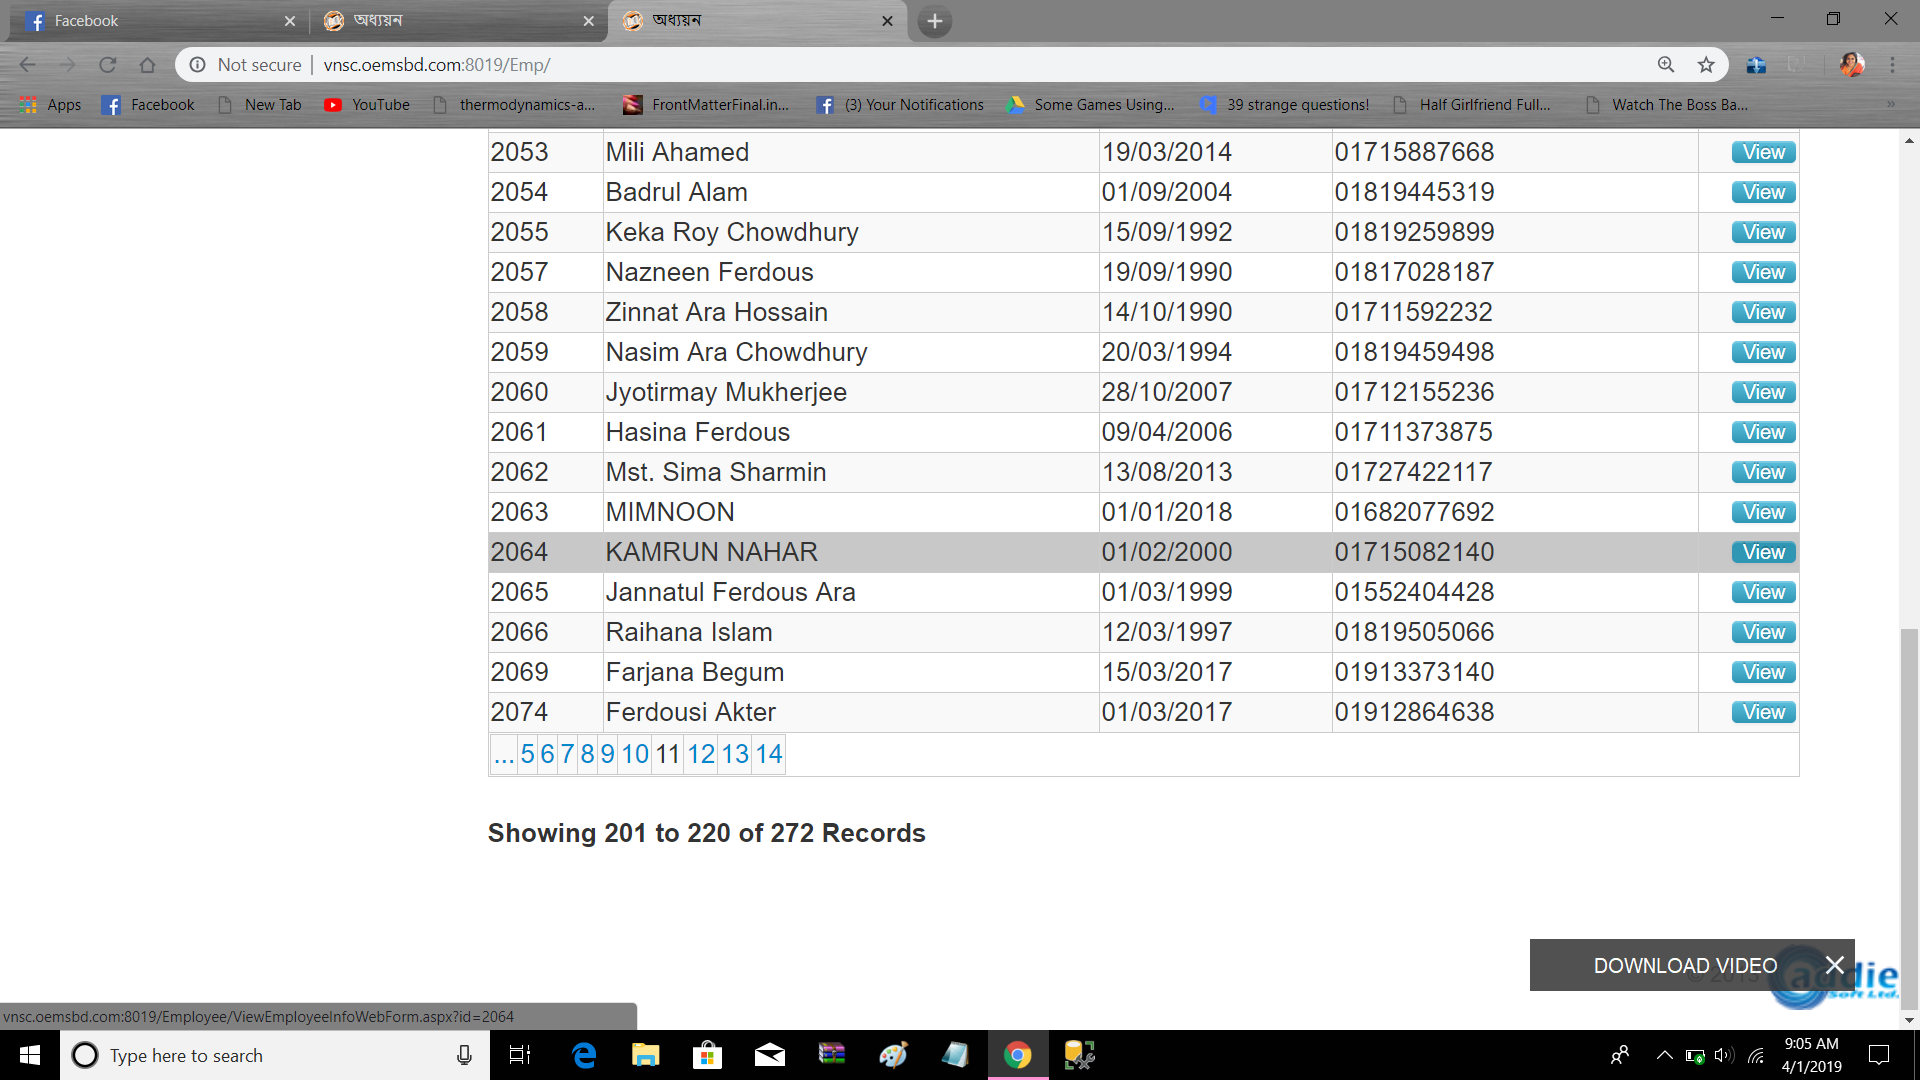 Facebook অধ্যয়ন অধ্যয়ন
Not secure vnsc.oemsbd.com:8019/Emp/
Apps Facebook New Tab YouTube thermodynamics-a... FrontMatterFinal.in... (3) Your Notifications Some Games Using... 39 strange questions! Half Girlfriend Full... Watch The Boss Ba... »
2053 Mili Ahamed 19/03/2014 01715887668 View
2054 Badrul Alam 01/09/2004 01819445319 View
2055 Keka Roy Chowdhury 15/09/1992 01819259899 View
2057 Nazneen Ferdous 19/09/1990 01817028187 View
2058 Zinnat Ara Hossain 14/10/1990 01711592232 View
2059 Nasim Ara Chowdhury 20/03/1994 01819459498 View
2060 Jyotirmay Mukherjee 28/10/2007 01712155236 View
2061 Hasina Ferdous 09/04/2006 01711373875 View
2062 Mst. Sima Sharmin 13/08/2013 01727422117 View
2063 MIMNOON 01/01/2018 01682077692 View
2064 KAMRUN NAHAR 01/02/2000 01715082140 View
2065 Jannatul Ferdous Ara 01/03/1999 01552404428 View
2066 Raihana Islam 12/03/1997 01819505066 View
2069 Farjana Begum 15/03/2017 01913373140 View
2074 Ferdousi Akter 01/03/2017 01912864638 View
... 5 6 7 8 9 10 11 12 13 14
Showing 201 to 220 of 272 Records
DOWNLOAD VIDEO
addie
Soft Ltd.
vnsc.oemsbd.com:8019/Employee/ViewEmployeeInfoWebForm.aspx?id=2064
Type here to search
9:05 AM
4/1/2019